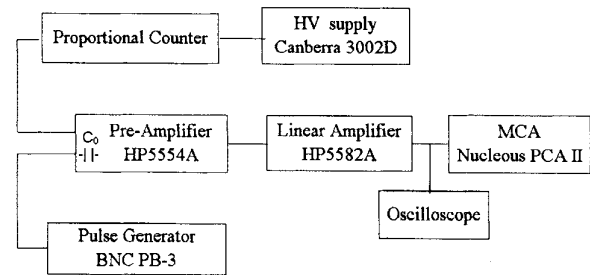 Proportional Counter
HV supply
Canberra 3002D
C0
Pre-Amplifier
HP5554A
Linear Amplifier
HP5582A
MCA
Nucleous PCA II
Oscilloscope
Pulse Generator
BNC PB-3